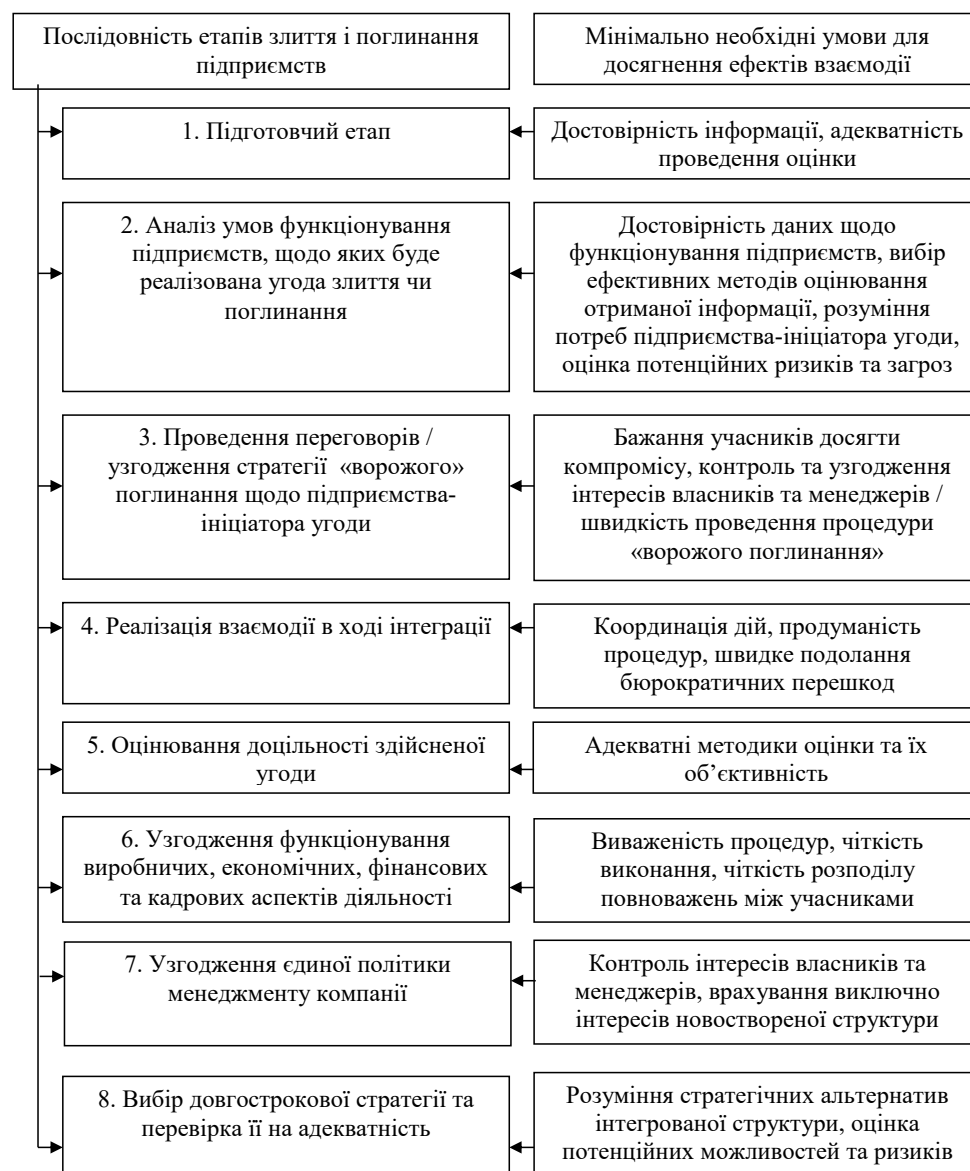 Послідовність етапів злиття і поглинання
підприємств
Мінімально необхідні умови для
досягнення ефектів взаємодії
1. Підготовчий етап
Достовірність інформації, адекватність
проведення оцінки
2. Аналіз умов функціонування
підприємств, щодо яких буде
реалізована угода злиття чи
поглинання
Достовірність даних щодо
функціонування підприємств, вибір
ефективних методів оцінювання
отриманої інформації, розуміння
потреб підприємства-ініціатора угоди,
оцінка потенційних ризиків та загроз
3. Проведення переговорів /
узгодження стратегії «ворожого»
поглинання щодо підприємства-
ініціатора угоди
Бажання учасників досягти
компромісу, контроль та узгодження
інтересів власників та менеджерів /
швидкість проведення процедури
«ворожого поглинання»
4. Реалізація взаємодії в ході інтеграції
Координація дій, продуманість
процедур, швидке подолання
бюрократичних перешкод
5. Оцінювання доцільності здійсненої
угоди
Адекватні методики оцінки та їх
об’єктивність
6. Узгодження функціонування
виробничих, економічних, фінансових
та кадрових аспектів діяльності
Виваженість процедур, чіткість
виконання, чіткість розподілу
повноважень між учасниками
7. Узгодження єдиної політики
менеджменту компанії
Контроль інтересів власників та
менеджерів, врахування виключно
інтересів новоствореної структури
8. Вибір довгострокової стратегії та
перевірка її на адекватність
Розуміння стратегічних альтернатив
інтегрованої структури, оцінка
потенційних можливостей та ризиків